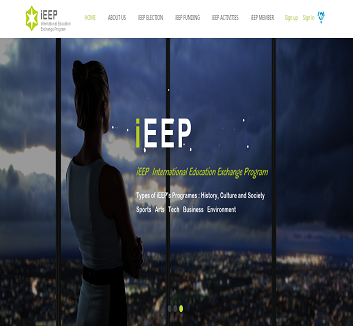 iEEP
International Education
Exchange Program
HOME ABOUT US IEEP ELECTION IEEP FUNDING IEEP ACTIVITIES IEEP MEMBER Sign up Sign in
iEEP
iEEP International Education Exchange Program
Types of iEEP's Programes : History, Culture and Society
Sports Arts Tech Business Environment